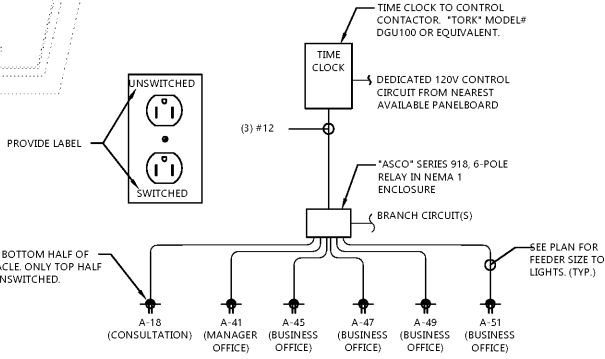 TIME CLOCK TO CONTROL
CONTACTOR. "TORK" MODEL#
DGU100 OR EQUIVALENT.
TIME
CLOCK
UNSWITCHED
DEDICATED 120V CONTROL
CIRCUIT FROM NEAREST
AVAILABLE PANELBOARD
(3) #12
PROVIDE LABEL
"ASCO" SERIES 918, 6-POLE
RELAY IN NEMA 1
ENCLOSURE
SWITCHED
BRANCH CIRCUIT(S)
BOTTOM HALF OF
ACLE. ONLY TOP HALF
NSWITCHED.
SEE PLAN FOR
FEEDER SIZE TO
LIGHTS. (TYP.)
A-18
(CONSULTATION)
A-41
(MANAGER
OFFICE)
A-45
(BUSINESS
OFFICE)
A-47
(BUSINESS
OFFICE)
A-49
(BUSINESS
OFFICE)
A-51
(BUSINESS
OFFICE)